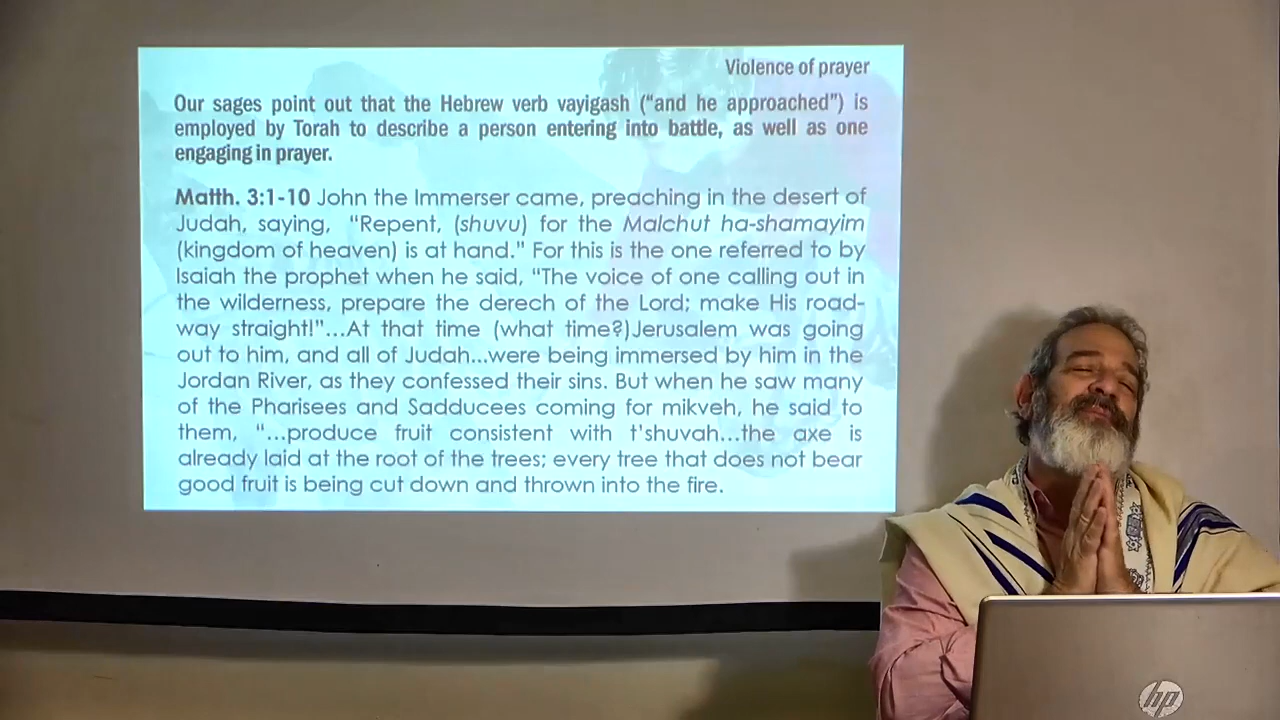 Violence of prayer
Our sages point out that the Hebrew verb vayigash (“and he approached”) is
employed by Torah to describe a person entering into battle, as well as one
engaging in prayer.
Matth. 3:1-10 John the Immerser came, preaching in the desert of
Judah, saying, “Repent, (shuvu) for the Malchut ha-shamayim
(kingdom of heaven) is at hand." For this is the one referred to by
Isaiah the prophet when he said, “The voice of one calling out in
the wilderness, prepare the derech of the Lord; make His road-
way straight!”...At that time (what time?)Jerusalem was going
out to him, and all of Judah...were being immersed by him in the
Jordan River, as they confessed their sins. But when he saw many
of the Pharisees and Sadducees coming for mikveh, he said to
them, “...produce fruit consistent with t’shuvah...the axe is
already laid at the root of the trees; every tree that does not bear
good fruit is being cut down and thrown into the fire.
hp